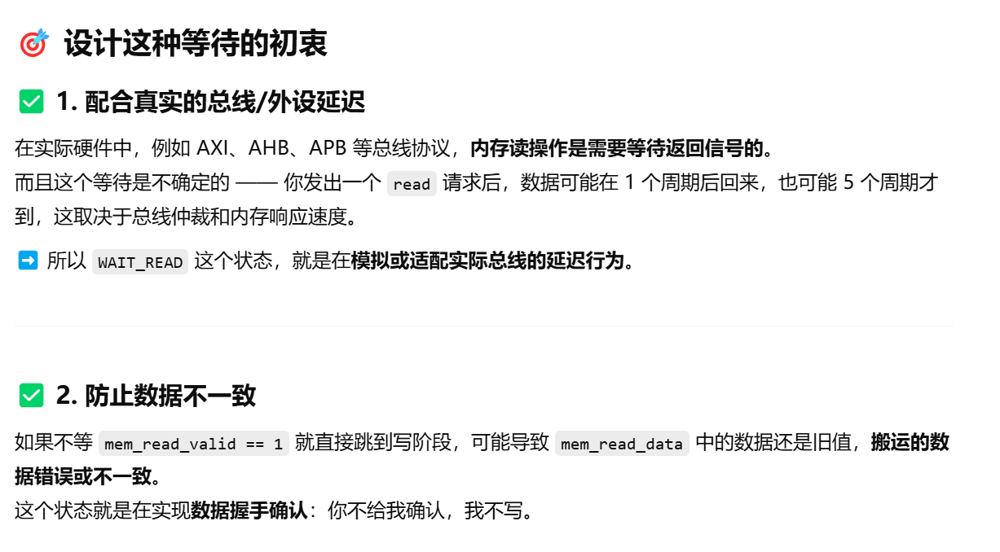 🎯 设计这种等待的初衷
✅ 1. 配合真实的总线/外设延迟
在实际硬件中，例如 AXI、AHB、APB 等总线协议，内存读操作是需要等待返回信号的。
而且这个等待是不确定的 —— 你发出一个 read 请求后，数据可能在 1 个周期后回来，也可能 5 个周期才
到，这取决于总线仲裁和内存响应速度。
➡️ 所以 WAIT_READ 这个状态，就是在模拟或适配实际总线的延迟行为。
✅ 2. 防止数据不一致
如果不等 mem_read_valid == 1 就直接跳到写阶段，可能导致 mem_read_data 中的数据还是旧值，搬运的数
据错误或不一致。
这个状态就是在实现数据握手确认：你不给我确认，我不写。